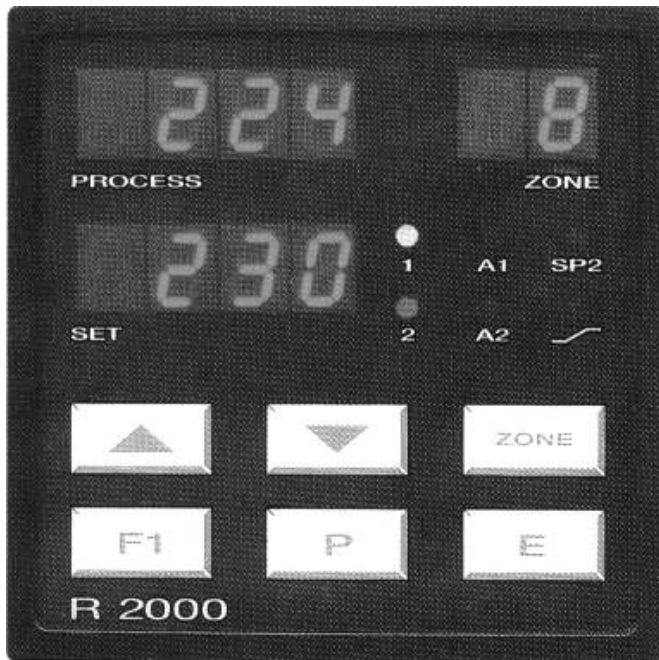 224 8
PROCESS ZONE
230
1 A1 SP2
SET 2 A2
ZONE
F1 P E
R 2000